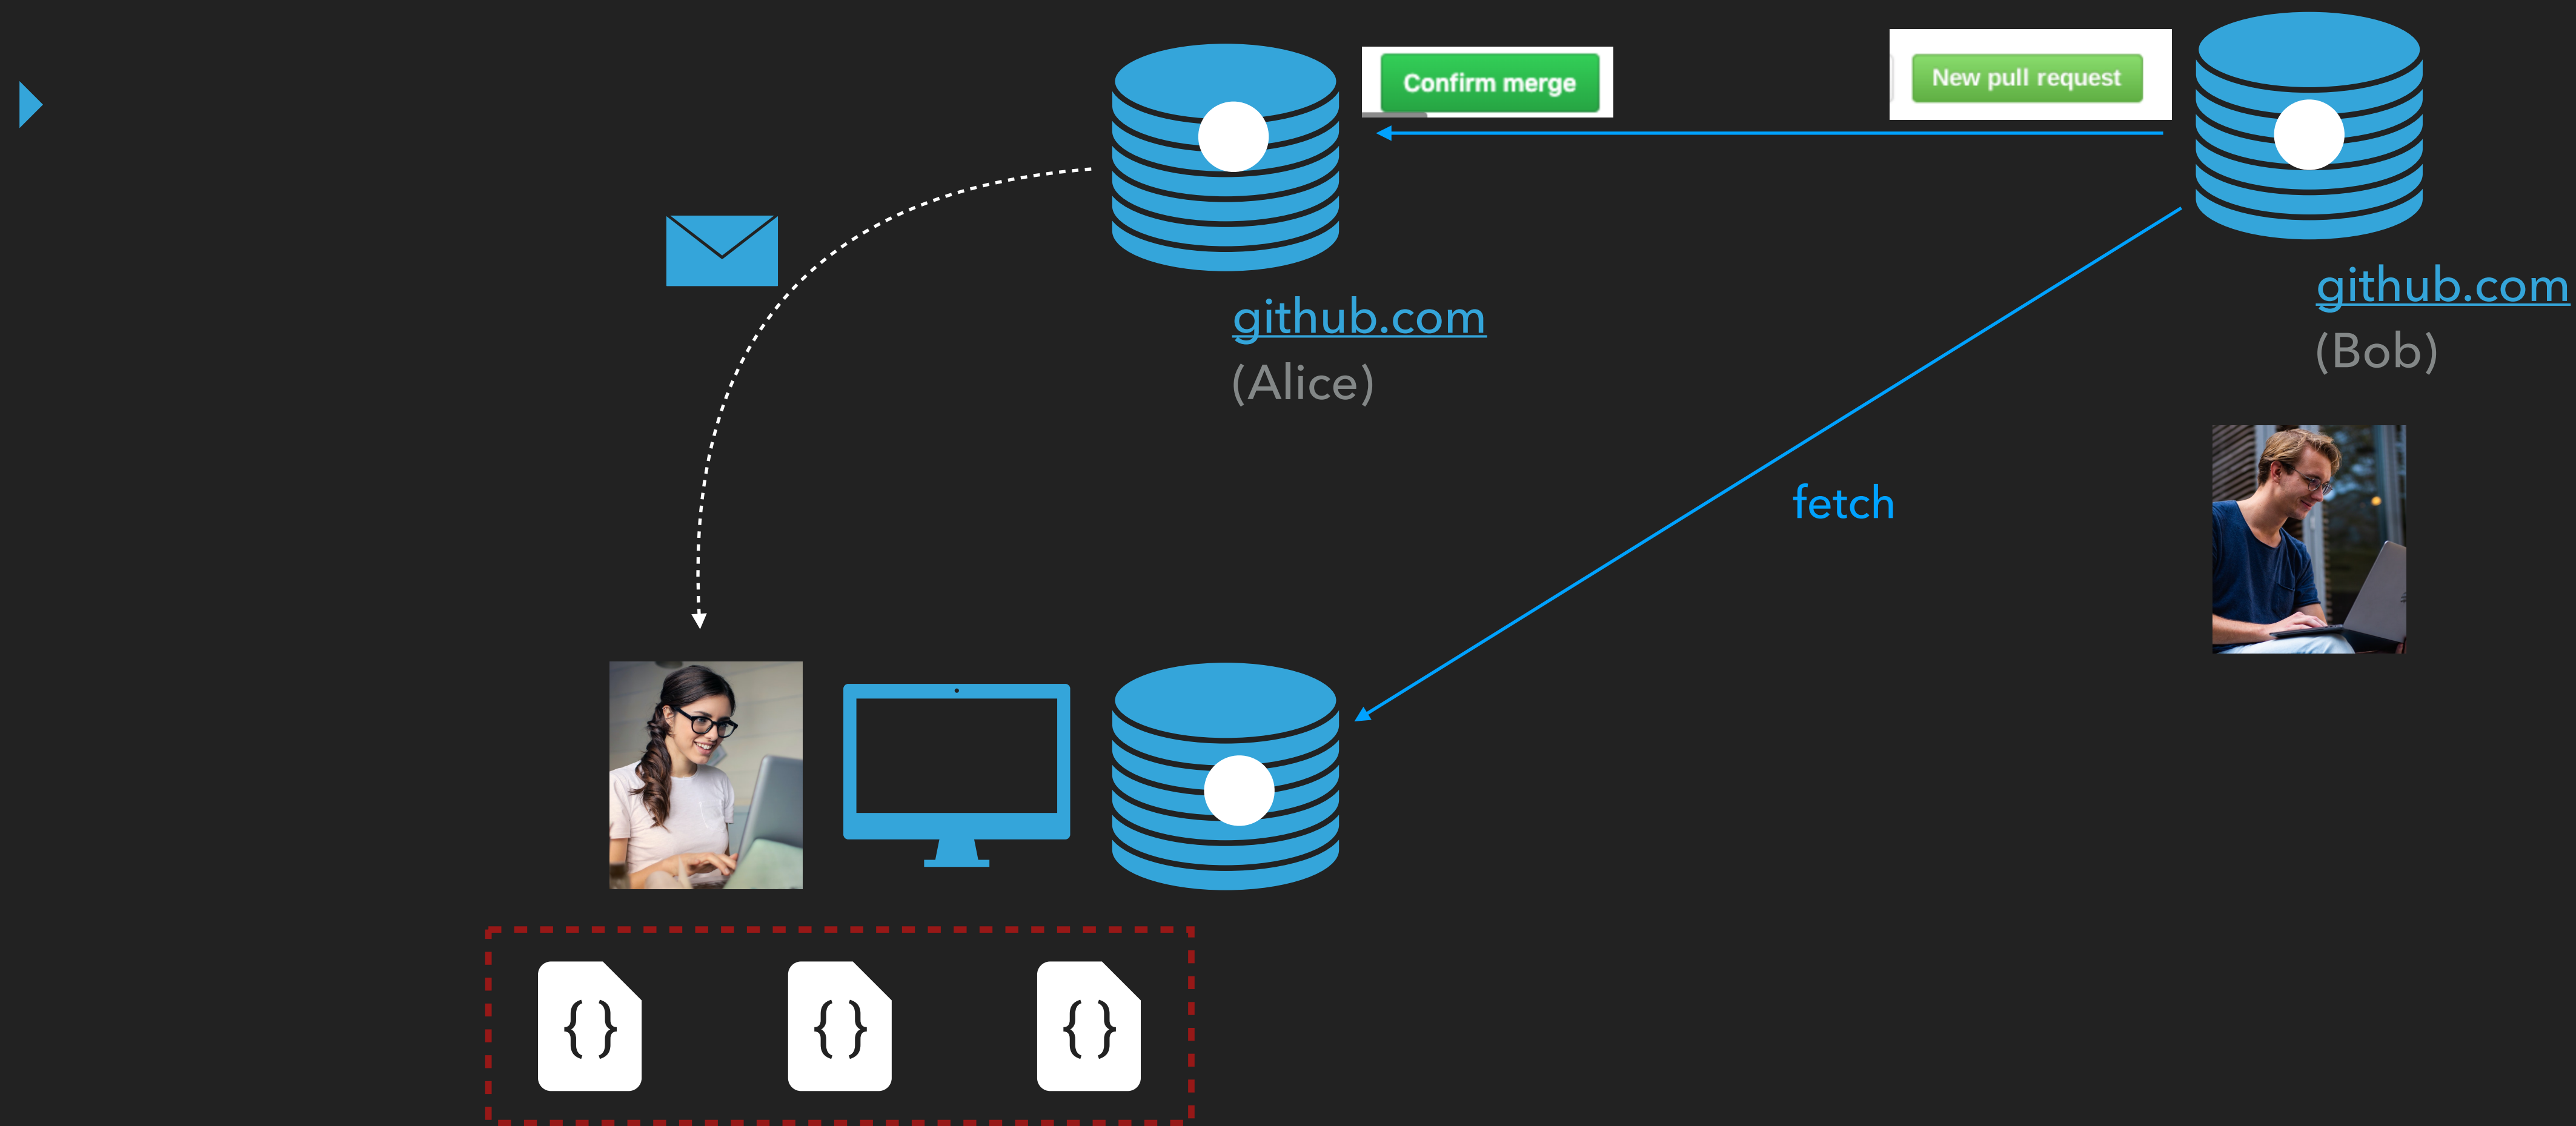 Confirm merge
New pull request
github.com
(Alice)
github.com
(Bob)
fetch
{}
{}
{}